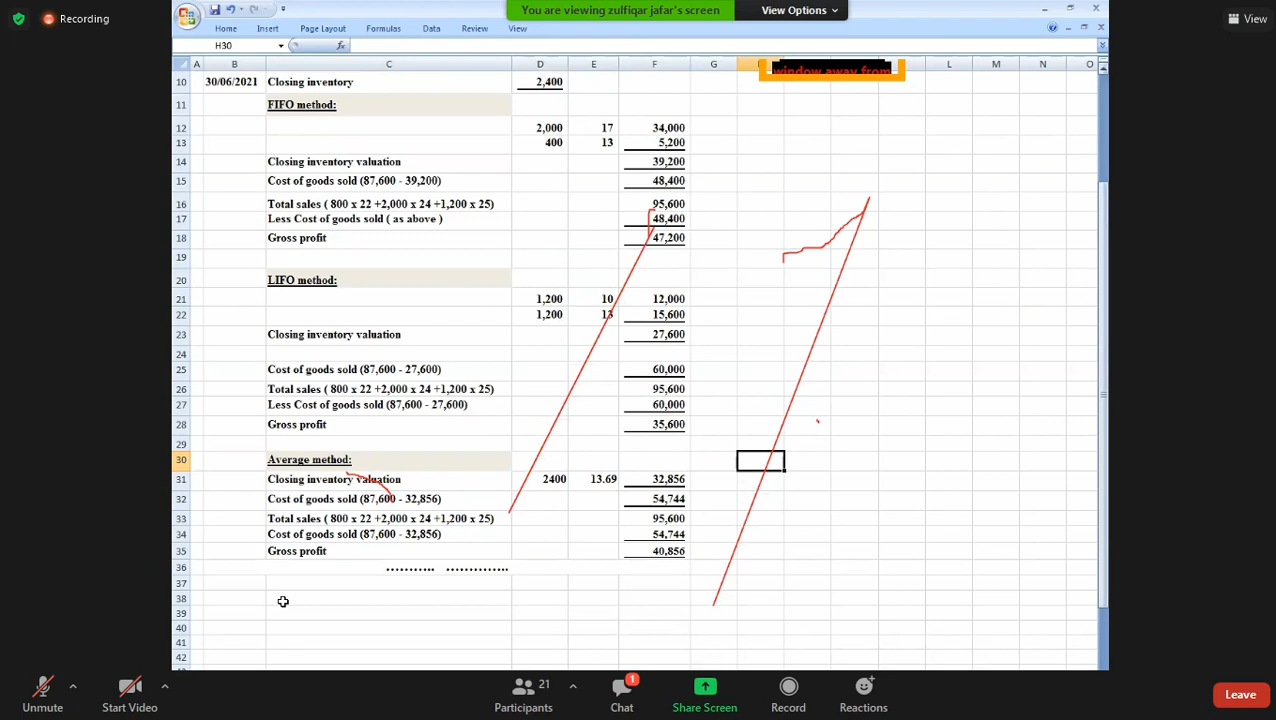 Recording
You are viewing zulfiqar jafar's screen
View Options
View
Home Insert Page Layout Formulas Data Review View
H30 fx
A B C D E F G L M N O
window away from
10 30/06/2021 Closing inventory 2,400
11 FIFO method:
12 2,000 17 34,000
13 400 13 5,200
14 Closing inventory valuation 39,200
15 Cost of goods sold (87,600 - 39,200) 48,400
16 Total sales ( 800 x 22 +2,000 x 24 +1,200 x 25) 95,600
17 Less Cost of goods sold ( as above ) 48,400
18 Gross profit 47,200
19
20 LIFO method:
21 1,200 10 12,000
22 1,200 13 15,600
23 Closing inventory valuation 27,600
24
25 Cost of goods sold (87,600 - 27,600) 60,000
26 Total sales ( 800 x 22 +2,000 x 24 +1,200 x 25) 95,600
27 Less Cost of goods sold (87,600 - 27,600) 60,000
28 Gross profit 35,600
29
30 Average method:
31 Closing inventory valuation 2400 13.69 32,856
32 Cost of goods sold (87,600 - 32,856) 54,744
33 Total sales ( 800 x 22 +2,000 x 24 +1,200 x 25) 95,600
34 Cost of goods sold (87,600 - 32,856) 54,744
35 Gross profit 40,856
36 ……….. …………..
37
38
39
40
41
42
Unmute Start Video 21 Participants 1 Chat Share Screen Record Reactions Leave